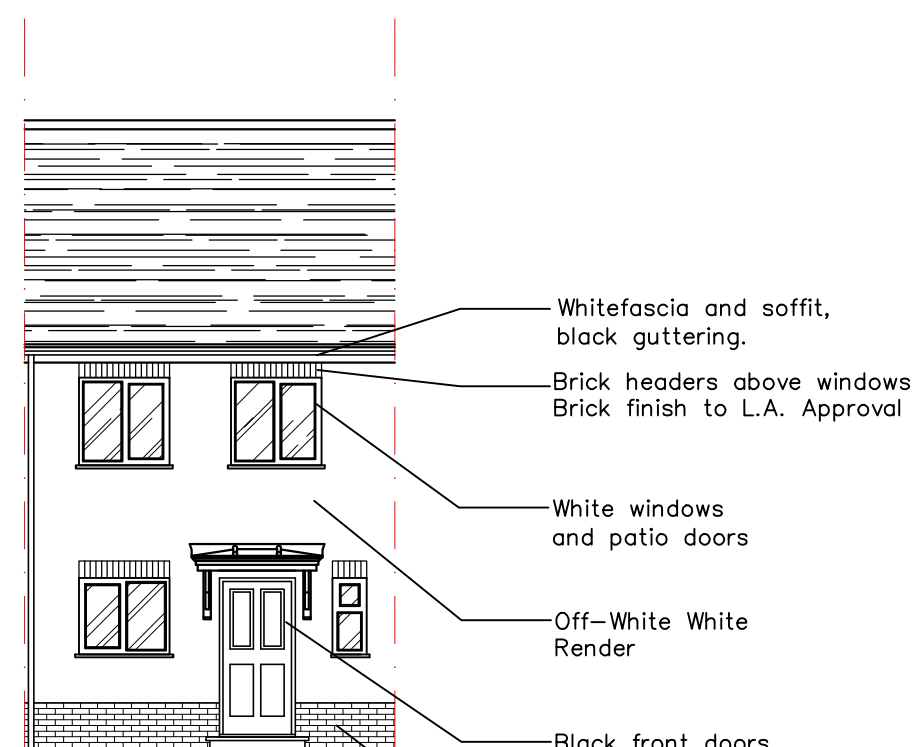 Whitefascia and soffit,
black guttering.
Brick headers above windows
Brick finish to L.A. Approval
White windows
and patio doors
Off-White White
Render
Black front doors